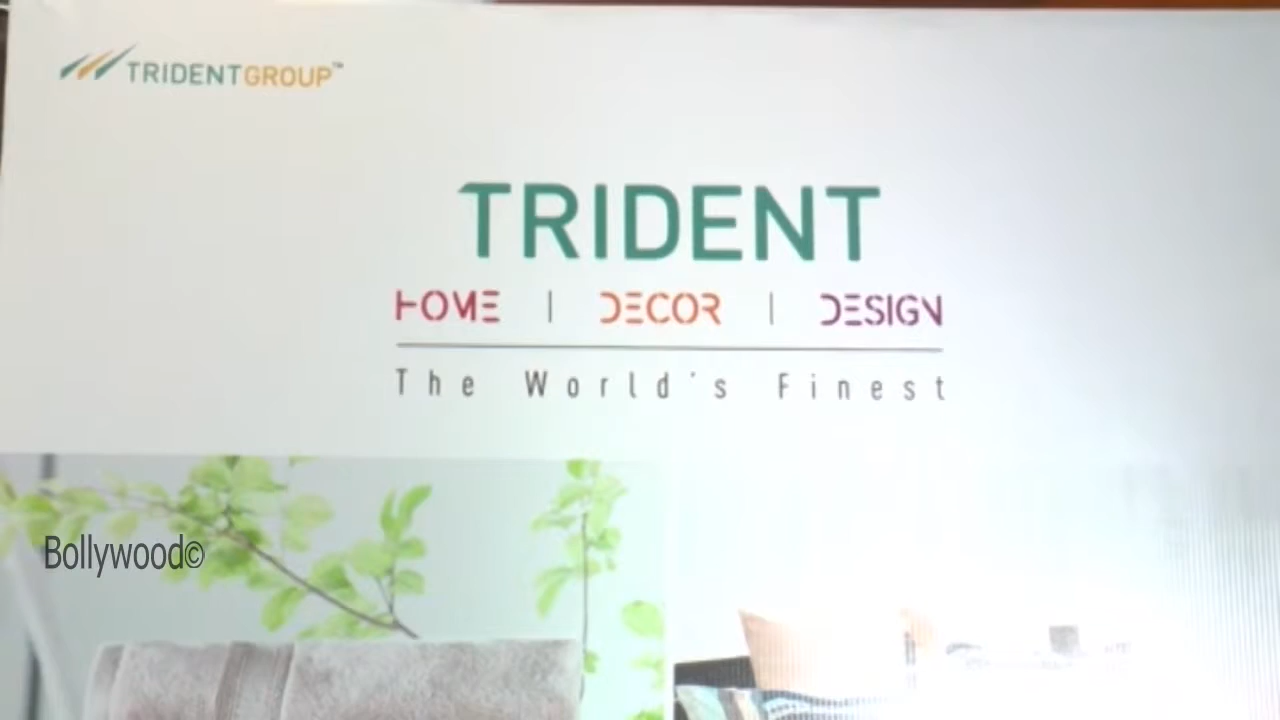 TRIDENTGROUP™
TRIDENT
HOME | DECOR | DESIGN
The World's Finest
Bollywood©